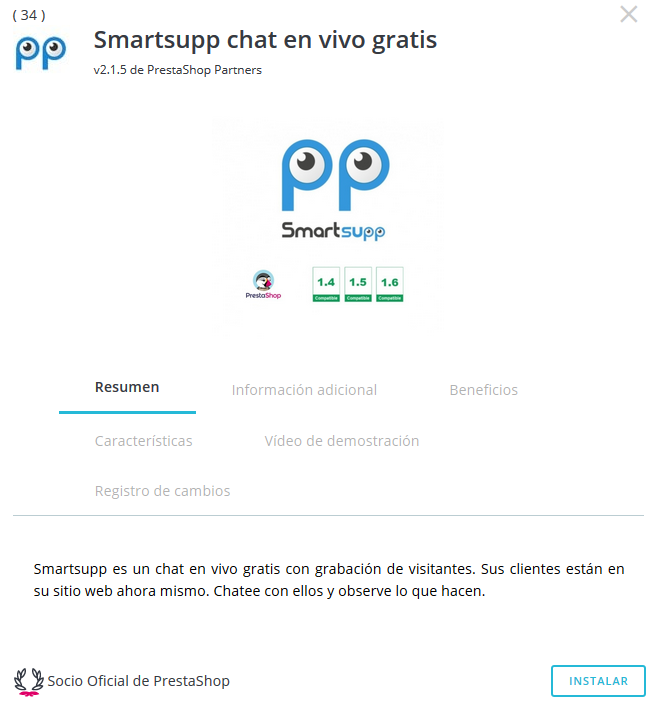 ( 34 )
Smartsupp chat en vivo gratis
v2.1.5 de PrestaShop Partners
Smartsupp
PrestaShop
1.4 1.5 1.6
Compatible Compatible Compatible
Resumen Información adicional Beneficios
Características Vídeo de demostración
Registro de cambios
Smartsupp es un chat en vivo gratis con grabación de visitantes. Sus clientes están en
su sitio web ahora mismo. Chatee con ellos y observe lo que hacen.
Socio Oficial de PrestaShop
INSTALAR